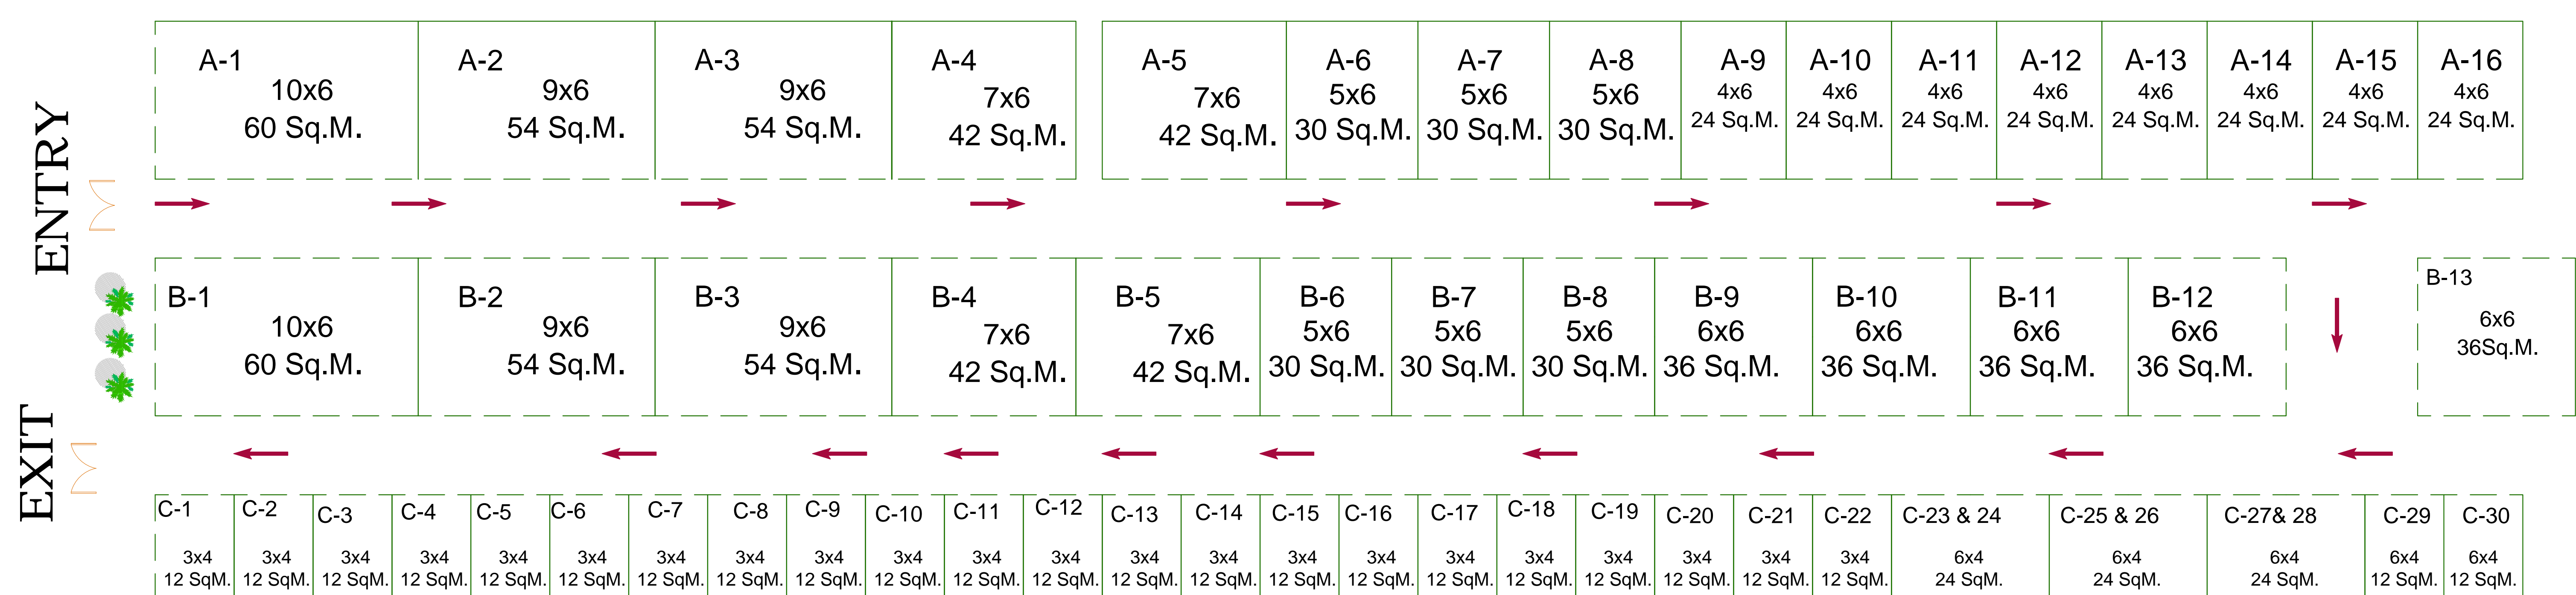 ENTRY
A-1
10x6
60 Sq.M.
A-2
9x6
54 Sq.M.
A-3
9x6
54 Sq.M.
A-4
7x6
42 Sq.M.
A-5
7x6
42 Sq.M.
A-6
5x6
30 Sq.M.
A-7
5x6
30 Sq.M.
A-8
5x6
30 Sq.M.
A-9
4x6
24 Sq.M.
A-10
4x6
24 Sq.M.
A-11
4x6
24 Sq.M.
A-12
4x6
24 Sq.M.
A-13
4x6
24 Sq.M.
A-14
4x6
24 Sq.M.
A-15
4x6
24 Sq.M.
A-16
4x6
24 Sq.M.
B-1
10x6
60 Sq.M.
B-2
9x6
54 Sq.M.
B-3
9x6
54 Sq.M.
B-4
7x6
42 Sq.M.
B-5
7x6
42 Sq.M.
B-6
5x6
30 Sq.M.
B-7
5x6
30 Sq.M.
B-8
5x6
30 Sq.M.
B-9
6x6
36 Sq.M.
B-10
6x6
36 Sq.M.
B-11
6x6
36 Sq.M.
B-12
6x6
36 Sq.M.
B-13
6x6
36Sq.M.
EXIT
C-1
3x4
12 SqM.
C-2
3x4
12 SqM.
C-3
3x4
12 SqM.
C-4
3x4
12 SqM.
C-5
3x4
12 SqM.
C-6
3x4
12 SqM.
C-7
3x4
12 SqM.
C-8
3x4
12 SqM.
C-9
3x4
12 SqM.
C-10
3x4
12 SqM.
C-11
3x4
12 SqM.
C-12
3x4
12 SqM.
C-13
3x4
12 SqM.
C-14
3x4
12 SqM.
C-15
3x4
12 SqM.
C-16
3x4
12 SqM.
C-17
3x4
12 SqM.
C-18
3x4
12 SqM.
C-19
3x4
12 SqM.
C-20
3x4
12 SqM.
C-21
3x4
12 SqM.
C-22
3x4
12 SqM.
C-23 & 24
6x4
24 SqM.
C-25 & 26
6x4
24 SqM.
C-27& 28
6x4
24 SqM.
C-29
6x4
12 SqM.
C-30
6x4
12 SqM.